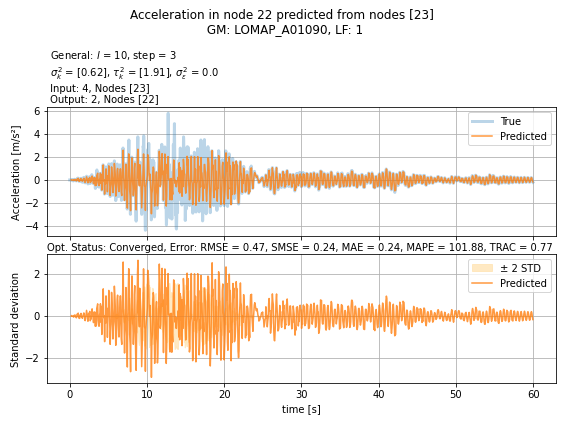 Acceleration in node 22 predicted from nodes [23]
GM: LOMAP_A01090, LF: 1
General: l = 10, step = 3
σ²ₖ = [0.62], τ²ₖ = [1.91], σ²_ε = 0.0
Input: 4, Nodes [23]
Output: 2, Nodes [22]
6
4
2
0
−2
−4
Acceleration [m/s²]
True
Predicted
Opt. Status: Converged, Error: RMSE = 0.47, SMSE = 0.24, MAE = 0.24, MAPE = 101.88, TRAC = 0.77
2
0
−2
Standard deviation
± 2 STD
Predicted
0 10 20 30 40 50 60
time [s]